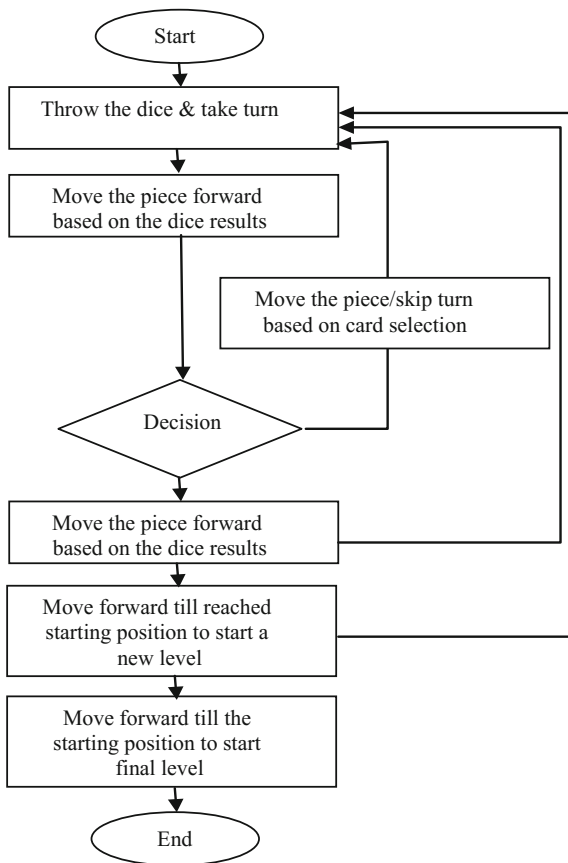 Start
Throw the dice & take turn
Move the piece forward
based on the dice results
Move the piece/skip turn
based on card selection
Decision
Move the piece forward
based on the dice results
Move forward till reached
starting position to start a
new level
Move forward till the
starting position to start
final level
End